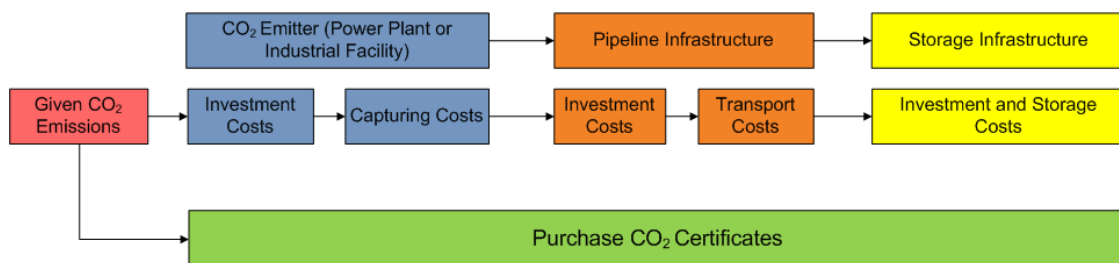 CO₂ Emitter (Power Plant or
Industrial Facility)
Pipeline Infrastructure
Storage Infrastructure
Given CO₂
Emissions
Investment
Costs
Capturing Costs
Investment
Costs
Transport
Costs
Investment and Storage
Costs
Purchase CO₂ Certificates